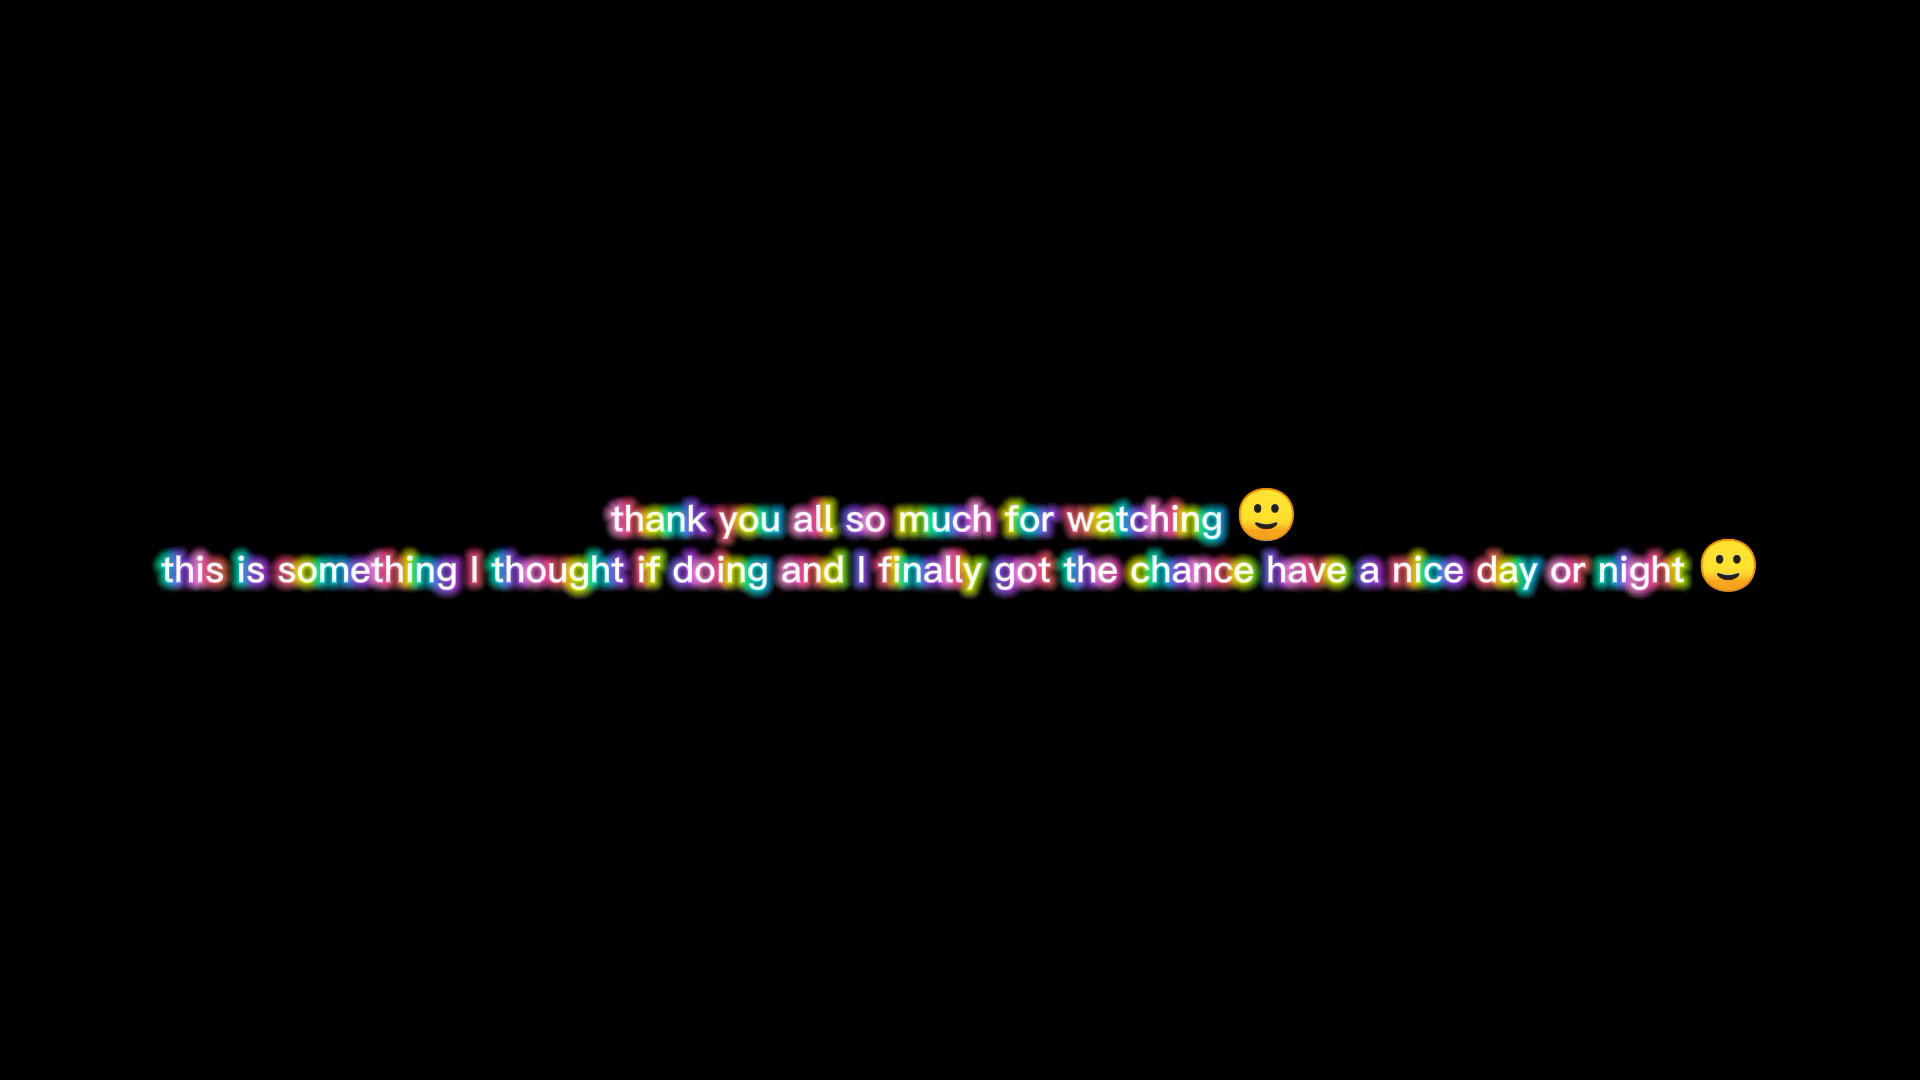 thank you all so much for watching 🙂
this is something I thought if doing and I finally got the chance have a nice day or night 🙂